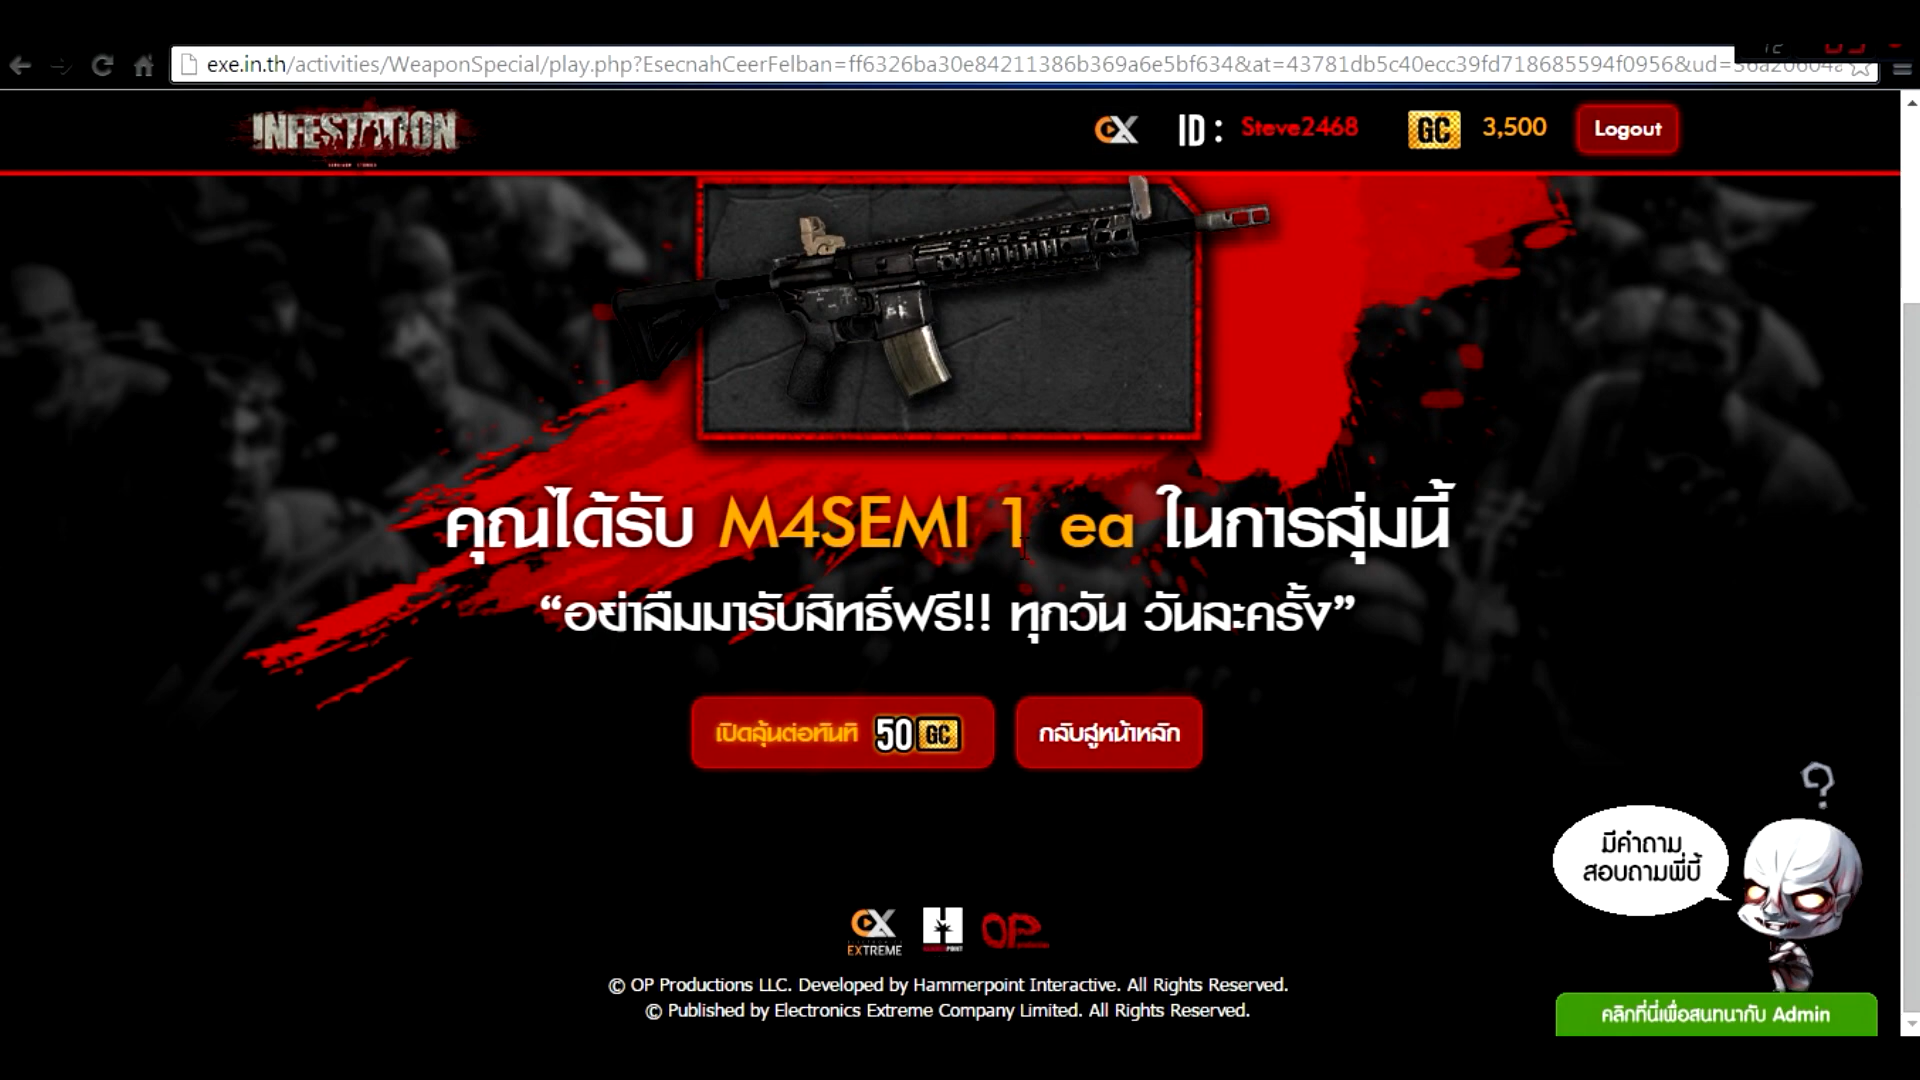 exe.in.th/activities/WeaponSpecial/play.php?EsecnahCeerFelban=ff6326ba30e84211386b369a6e5bf634&at=43781db5c40ecc39fd718685594f0956&ud=
INFESTATION
ID : Steve2468 GC 3,500 Logout
คุณได้รับ M4SEMI 1 ea ในการสุ่มนี้
“อย่าลืมมารับสิทธิ์ฟรี!! ทุกวัน วันละครั้ง”
เปิดลุ้นต่อทันที 50 GC กลับสู่หน้าหลัก
?
มีคำถาม
สอบถามพี่บี้
EXTREME OP
© OP Productions LLC. Developed by Hammerpoint Interactive. All Rights Reserved.
© Published by Electronics Extreme Company Limited. All Rights Reserved.
คลิกที่นี่เพื่อสนทนากับ Admin